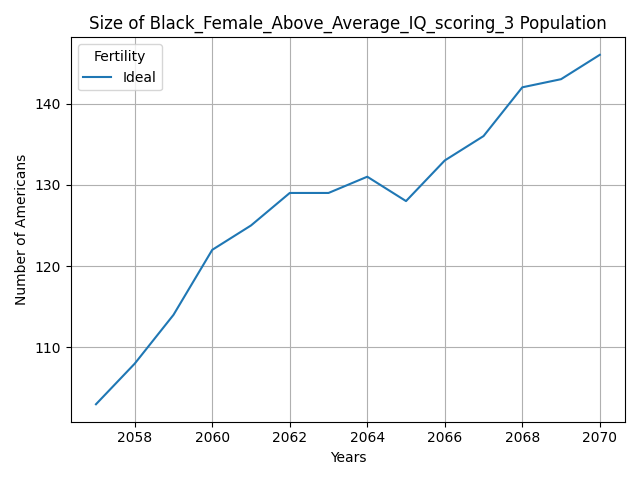 Size of Black_Female_Above_Average_IQ_scoring_3 Population
Fertility
Ideal
Number of Americans
140
130
120
110
2058 2060 2062 2064 2066 2068 2070
Years